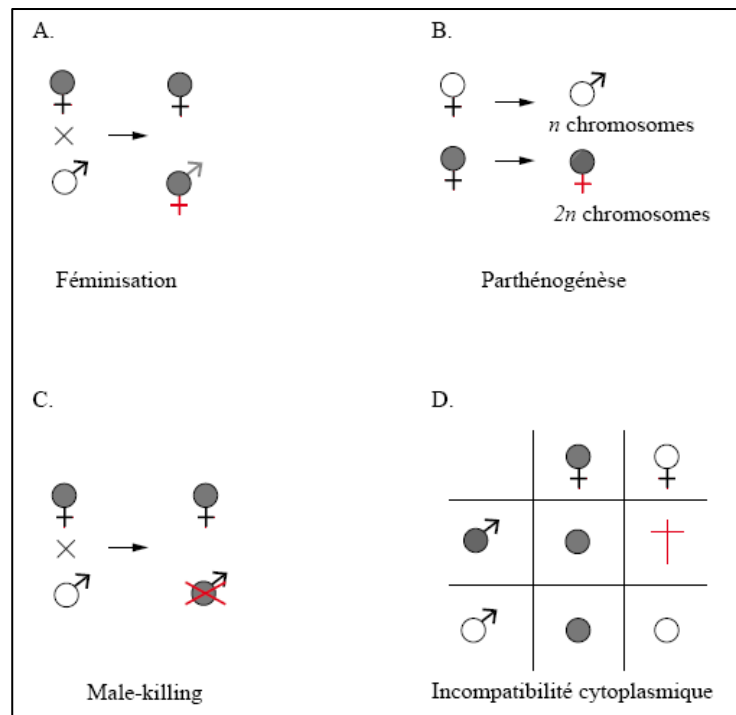 A.
B.
n chromosomes
2n chromosomes
Féminisation
Parthénogénèse
C.
D.
Male-killing
Incompatibilité cytoplasmique